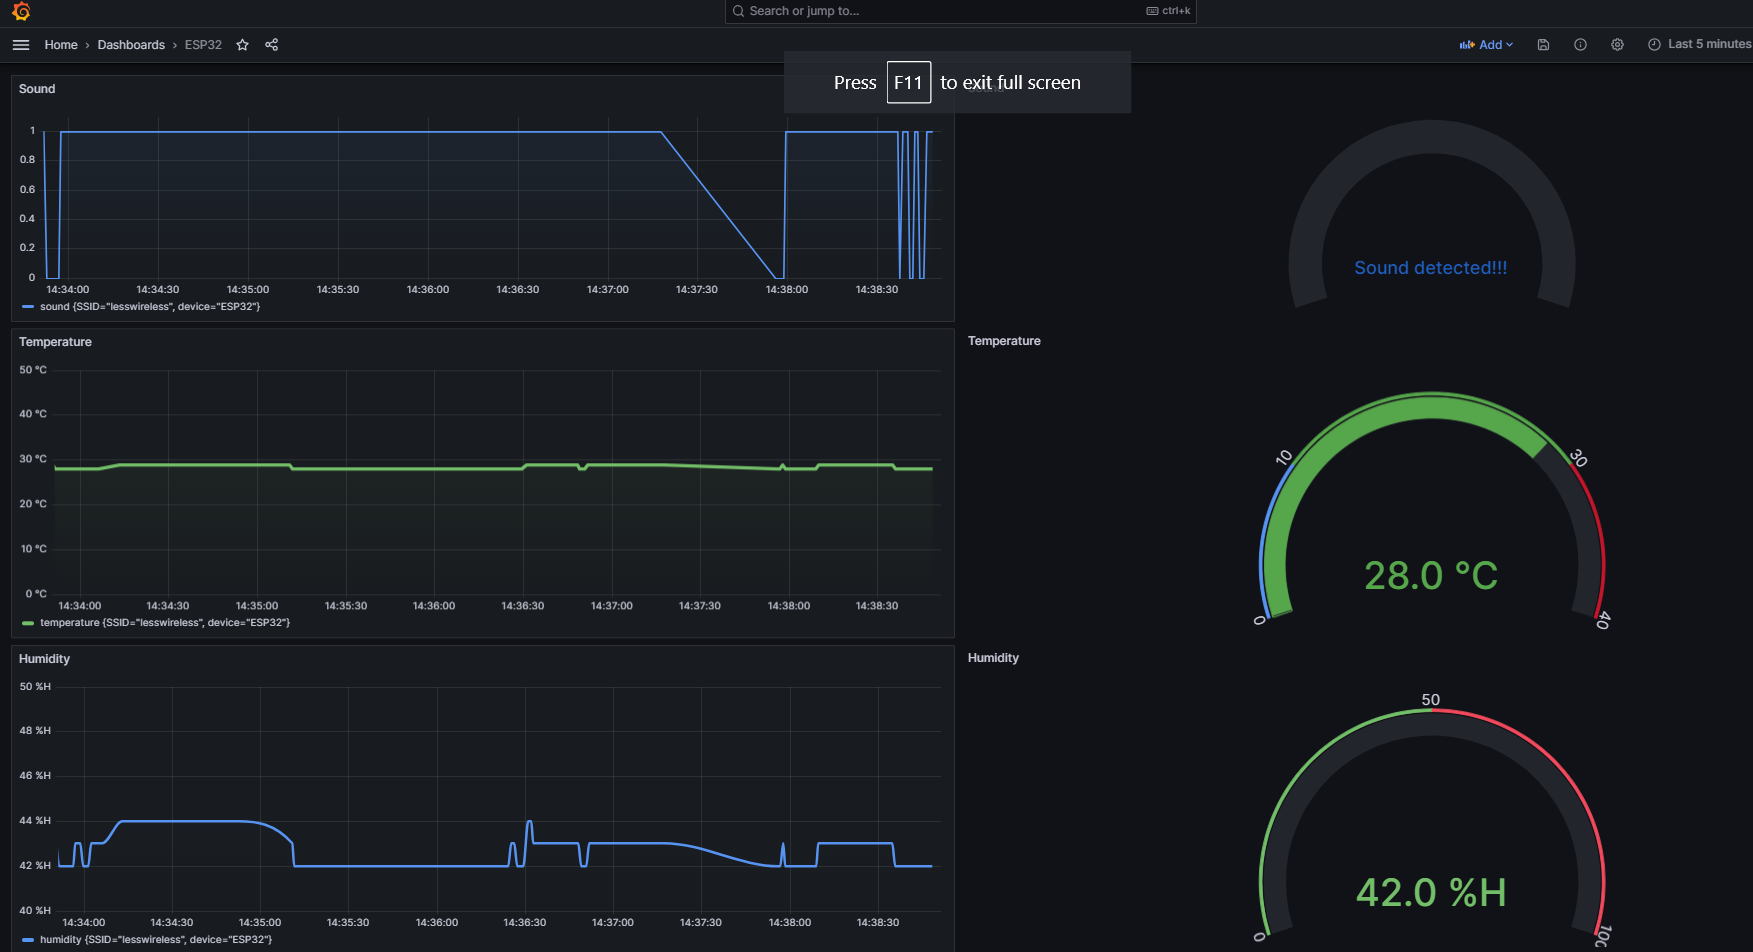 Search or jump to...
ctrl+k
Home › Dashboards › ESP32
Add
Last 5 minutes
Press F11 to exit full screen
Sound
1
0.8
0.6
0.4
0.2
0
14:34:00 14:34:30 14:35:00 14:35:30 14:36:00 14:36:30 14:37:00 14:37:30 14:38:00 14:38:30
sound {SSID="lesswireless", device="ESP32"}
Sound
Sound detected!!!
Temperature
50 °C
40 °C
30 °C
20 °C
10 °C
0 °C
14:34:00 14:34:30 14:35:00 14:35:30 14:36:00 14:36:30 14:37:00 14:37:30 14:38:00 14:38:30
temperature {SSID="lesswireless", device="ESP32"}
Temperature
10
30
28.0 °C
0
40
Humidity
50 %H
48 %H
46 %H
44 %H
42 %H
40 %H
14:34:00 14:34:30 14:35:00 14:35:30 14:36:00 14:36:30 14:37:00 14:37:30 14:38:00 14:38:30
humidity {SSID="lesswireless", device="ESP32"}
Humidity
50
42.0 %H
0
100